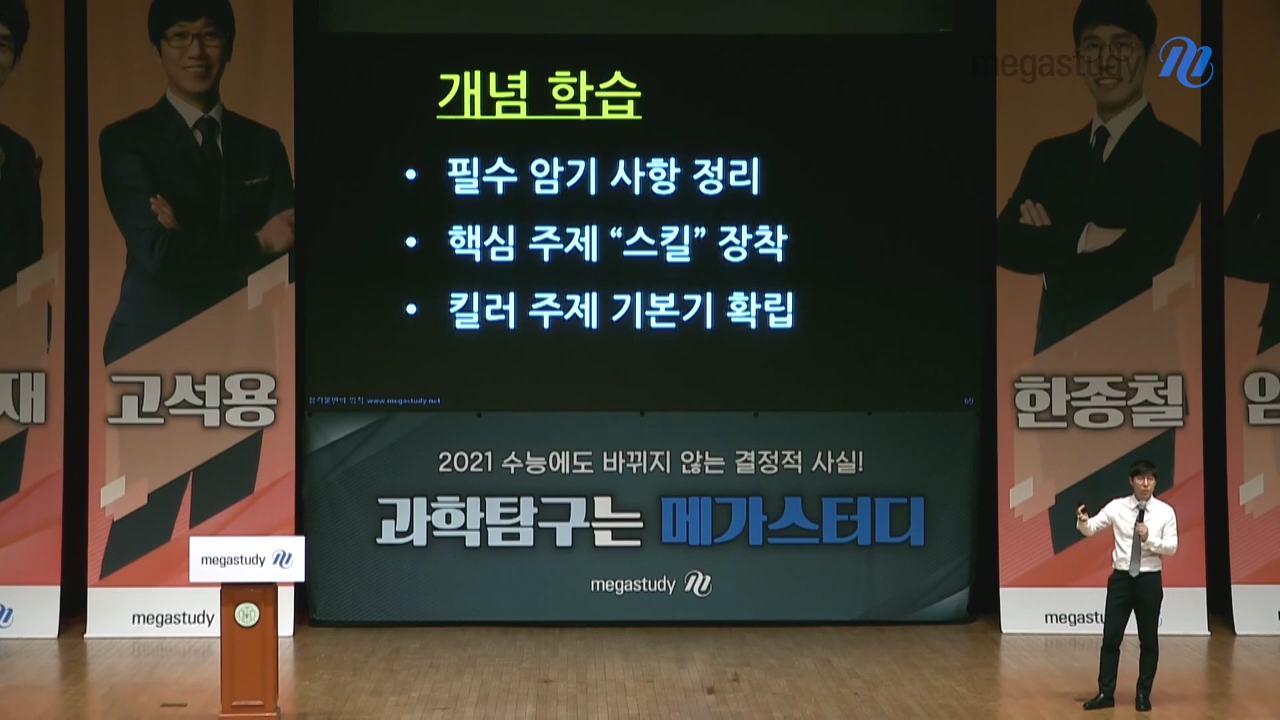 megastudy
개념 학습
• 필수 암기 사항 정리
• 핵심 주제 “스킬” 장착
• 킬러 주제 기본기 확립
www.megastudy.net
69
재
고석용
한종철
2021 수능에도 바뀌지 않는 결정적 사실!
과학탐구는 메가스터디
megastudy
megastudy
megastudy